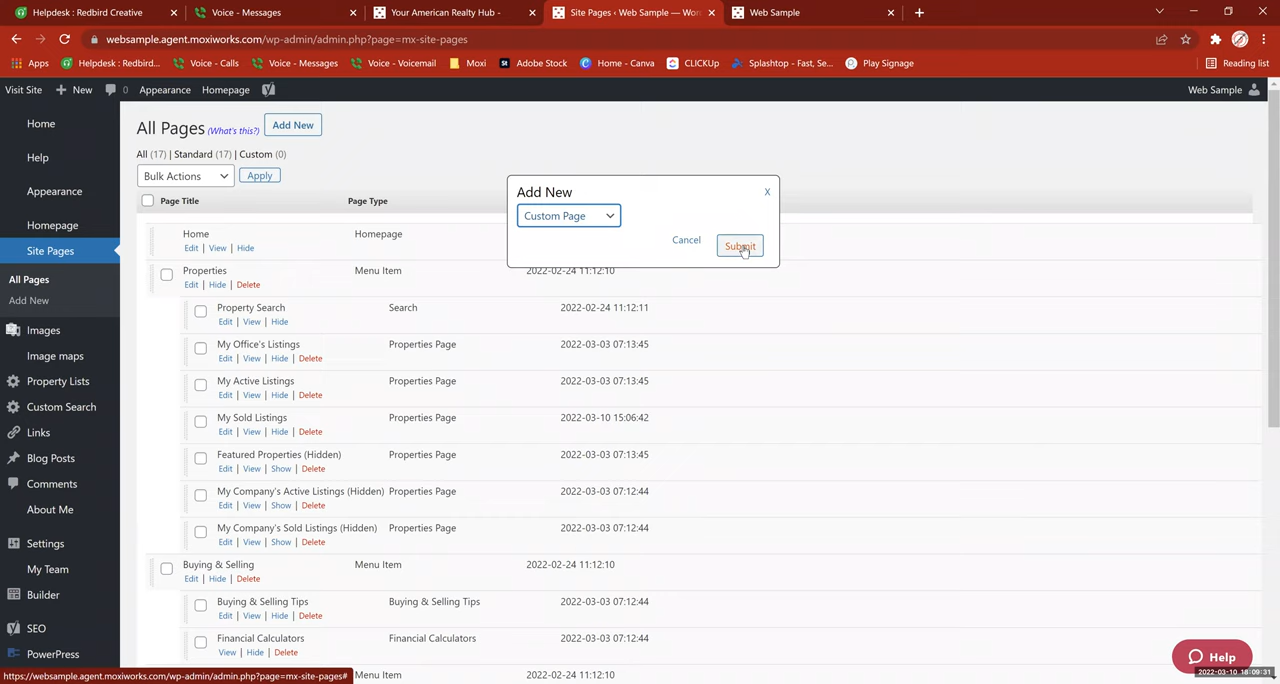 Helpdesk : Redbird Creative
Voice - Messages
Your American Realty Hub -
Site Pages ‹ Web Sample — Wor
Web Sample
websample.agent.moxiworks.com/wp-admin/admin.php?page=mx-site-pages
Apps
Helpdesk : Redbird...
Voice - Calls
Voice - Messages
Voice - Voicemail
Moxi
St
Adobe Stock
Home - Canva
CLICKUp
Splashtop - Fast, Se...
Play Signage
Reading list
Visit Site
New
0
Appearance
Homepage
Web Sample
Home
Help
Appearance
Homepage
Site Pages
All Pages
Add New
Images
Image maps
Property Lists
Custom Search
Links
Blog Posts
Comments
About Me
Settings
My Team
Builder
SEO
PowerPress
All Pages (What's this?) Add New
All (17) | Standard (17) | Custom (0)
Bulk Actions Apply
Page Title Page Type
Add New X
Custom Page
Cancel Submit
Home Homepage
Edit | View | Hide
Properties Menu Item 2022-02-24 11:12:10
Edit | Hide | Delete
Property Search Search 2022-02-24 11:12:11
Edit | View | Hide
My Office's Listings Properties Page 2022-03-03 07:13:45
Edit | View | Hide | Delete
My Active Listings Properties Page 2022-03-03 07:13:45
Edit | View | Hide | Delete
My Sold Listings Properties Page 2022-03-10 15:06:42
Edit | View | Hide | Delete
Featured Properties (Hidden) Properties Page 2022-03-03 07:13:45
Edit | View | Show | Delete
My Company's Active Listings (Hidden) Properties Page 2022-03-03 07:12:44
Edit | View | Show | Delete
My Company's Sold Listings (Hidden) Properties Page 2022-03-03 07:12:44
Edit | View | Show | Delete
Buying & Selling Menu Item 2022-02-24 11:12:10
Edit | Hide | Delete
Buying & Selling Tips Buying & Selling Tips 2022-03-03 07:12:44
Edit | View | Hide | Delete
Financial Calculators Financial Calculators 2022-03-03 07:12:44
View | Hide | Delete
Menu Item 2022-02-24 11:12:10
Help
2022-03-10 18:09:31
https://websample.agent.moxiworks.com/wp-admin/admin.php?page=mx-site-pages#